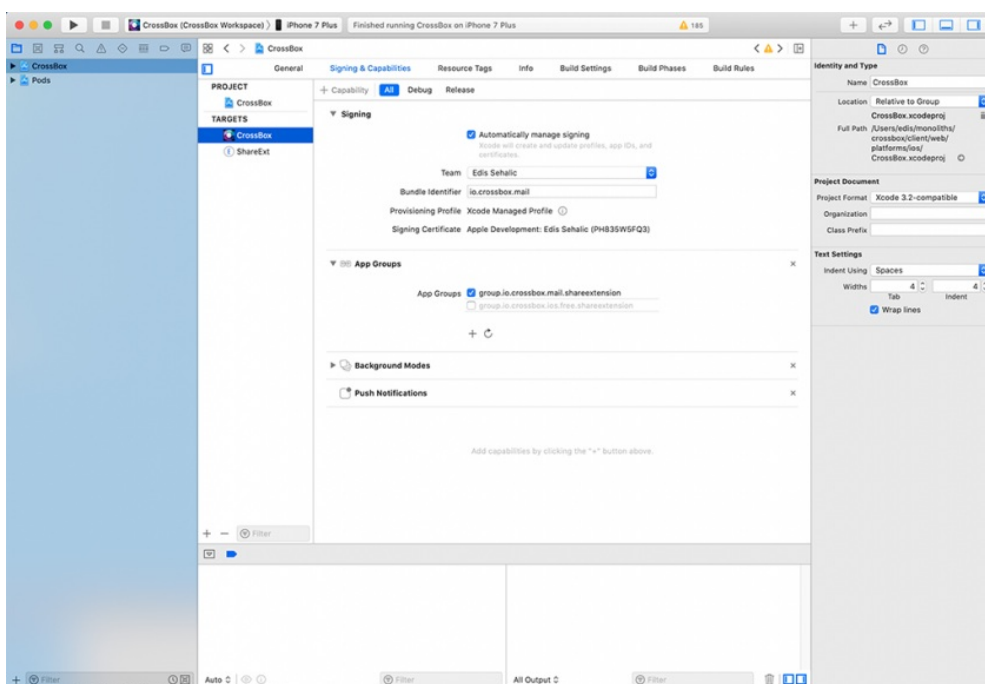 CrossBox (CrossBox Workspace) iPhone 7 Plus Finished running CrossBox on iPhone 7 Plus 185
CrossBox
Pods
CrossBox
General Signing & Capabilities Resource Tags Info Build Settings Build Phases Build Rules
PROJECT
CrossBox
TARGETS
CrossBox
ShareExt
+ Capability All Debug Release
Signing
Automatically manage signing
Xcode will create and update profiles, app IDs, and
certificates.
Team Edis Sehalic
Bundle Identifier io.crossbox.mail
Provisioning Profile Xcode Managed Profile
Signing Certificate Apple Development: Edis Sehalic (PH835W5FQ3)
App Groups
App Groups group.io.crossbox.mail.shareextension
group.io.crossbox.ios.free.shareextension
Background Modes
Push Notifications
Add capabilities by clicking the "+" button above.
Filter
Identity and Type
Name CrossBox
Location Relative to Group
CrossBox.xcodeproj
Full Path /Users/edis/monoliths/
crossbox/client/web/
platforms/ios/
CrossBox.xcodeproj
Project Document
Project Format Xcode 3.2-compatible
Organization
Class Prefix
Text Settings
Indent Using Spaces
Widths 4 4
Tab Indent
Wrap lines
Filter Auto Filter All Output Filter